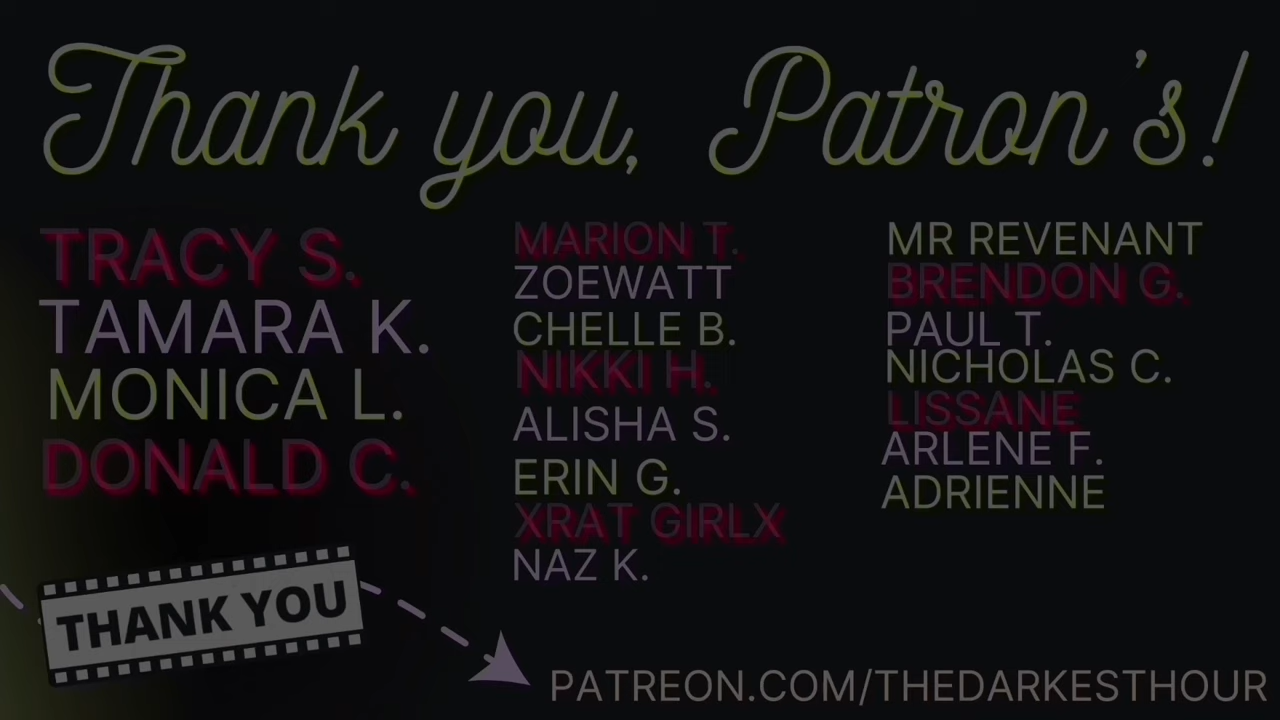 Thank you, Patron's!
TRACY S.
TAMARA K.
MONICA L.
DONALD C.
MARION T.
ZOEWATT
CHELLE B.
NIKKI H.
ALISHA S.
ERIN G.
XRAT GIRLX
NAZ K.
MR REVENANT
BRENDON G.
PAUL T.
NICHOLAS C.
LISSANE
ARLENE F.
ADRIENNE
THANK YOU
PATREON.COM/THEDARKESTHOUR